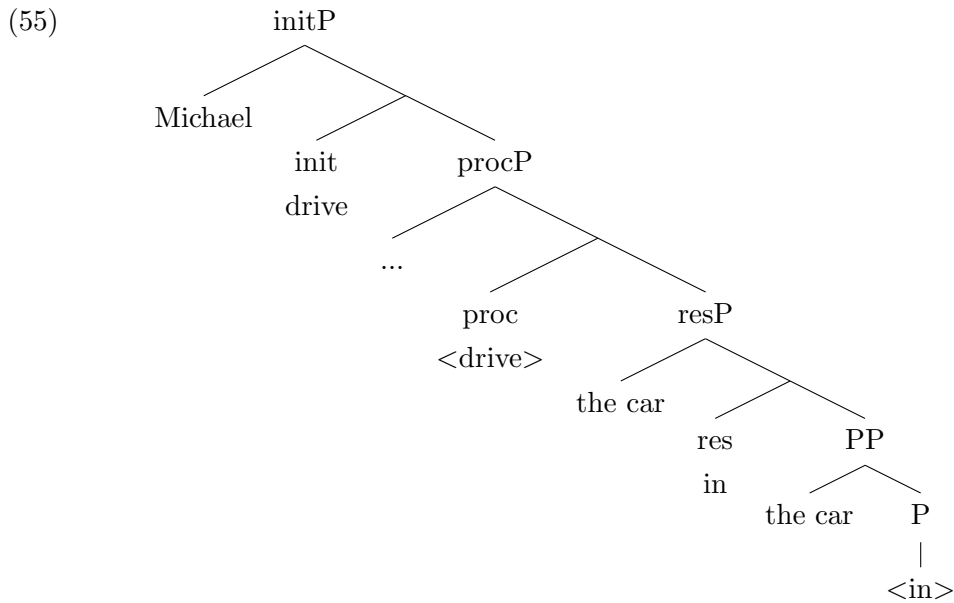 (55) initP
Michael
init procP
drive
...
proc resP
<drive>
the car
res PP
in
the car P
<in>